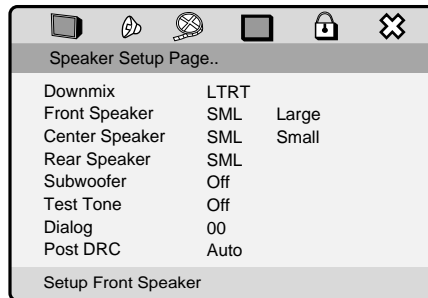 Speaker Setup Page..
Downmix LTRT
Front Speaker SML Large
Center Speaker SML Small
Rear Speaker SML
Subwoofer Off
Test Tone Off
Dialog 00
Post DRC Auto
Setup Front Speaker